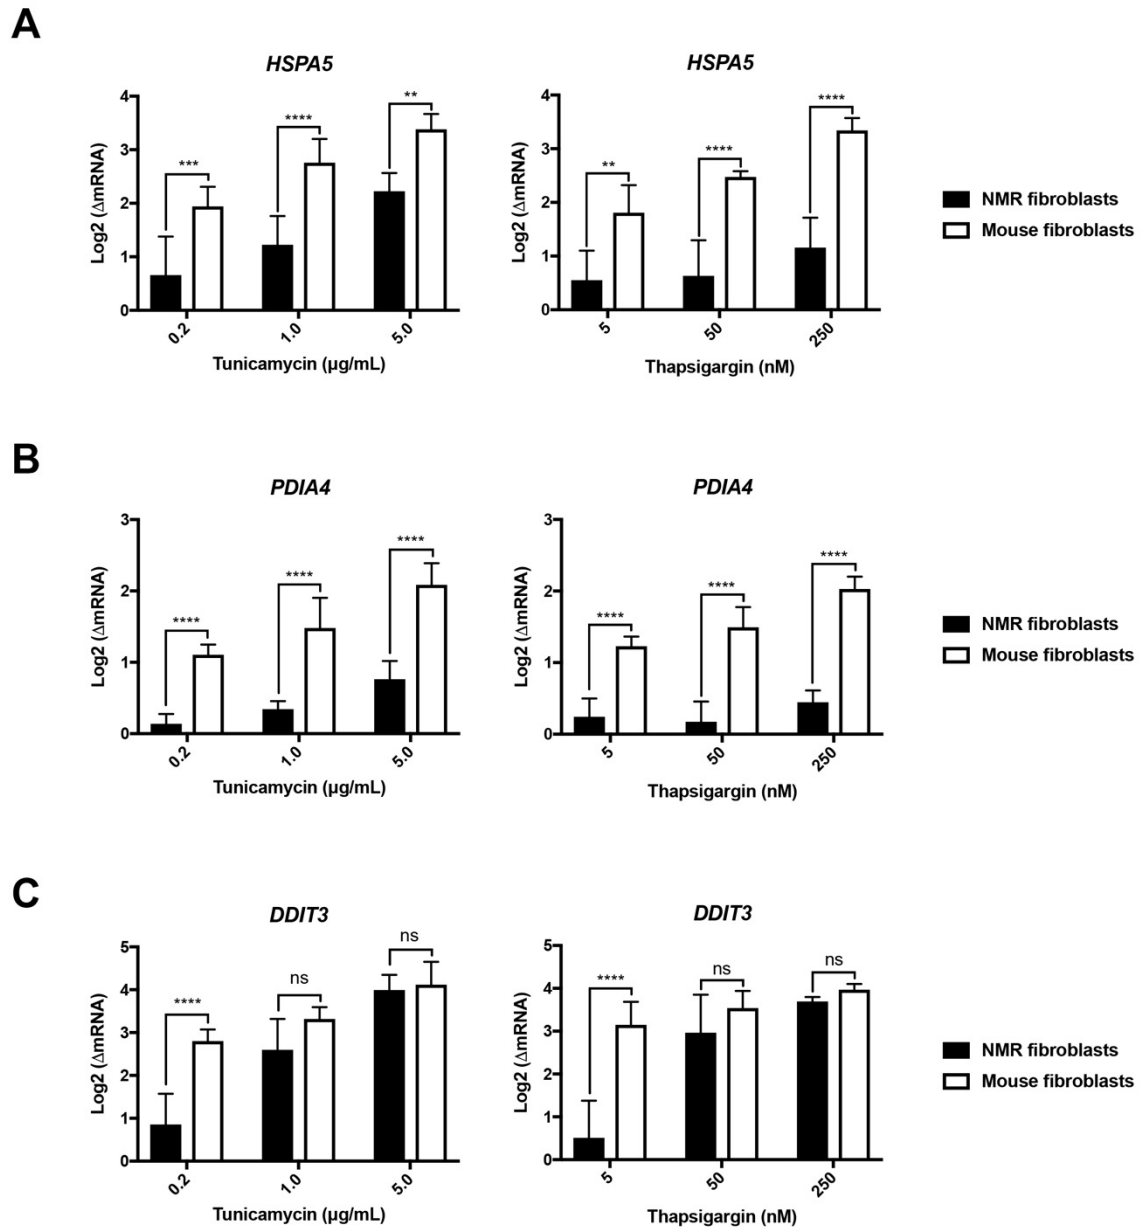 A
HSPA5
Log2 (ΔmRNA)
4
3
2
1
0
***
****
**
0.2
1.0
5.0
Tunicamycin (µg/mL)
HSPA5
Log2 (ΔmRNA)
4
3
2
1
0
**
****
****
5
50
250
Thapsigargin (nM)
NMR fibroblasts
Mouse fibroblasts
B
PDIA4
Log2 (ΔmRNA)
3
2
1
0
****
****
****
0.2
1.0
5.0
Tunicamycin (µg/mL)
PDIA4
Log2 (ΔmRNA)
3
2
1
0
****
****
****
5
50
250
Thapsigargin (nM)
NMR fibroblasts
Mouse fibroblasts
C
DDIT3
Log2 (ΔmRNA)
5
4
3
2
1
0
****
ns
ns
0.2
1.0
5.0
Tunicamycin (µg/mL)
DDIT3
Log2 (ΔmRNA)
5
4
3
2
1
0
****
ns
ns
5
50
250
Thapsigargin (nM)
NMR fibroblasts
Mouse fibroblasts